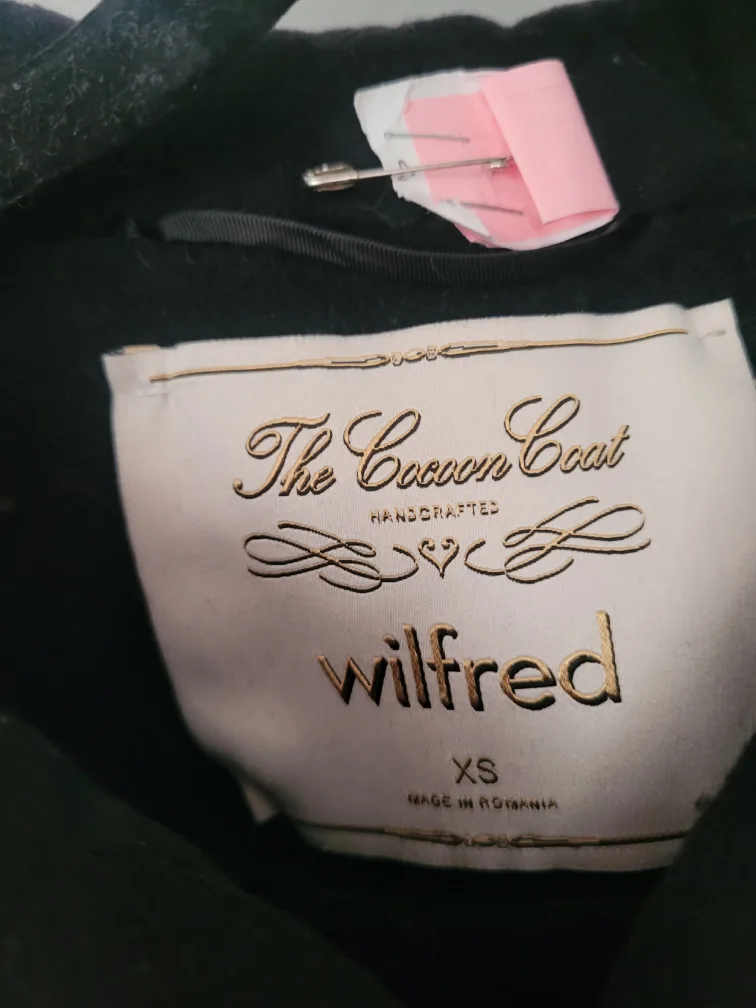 The Cocoon Coat
HANDCRAFTED
wilfred
XS
MADE IN ROMANIA